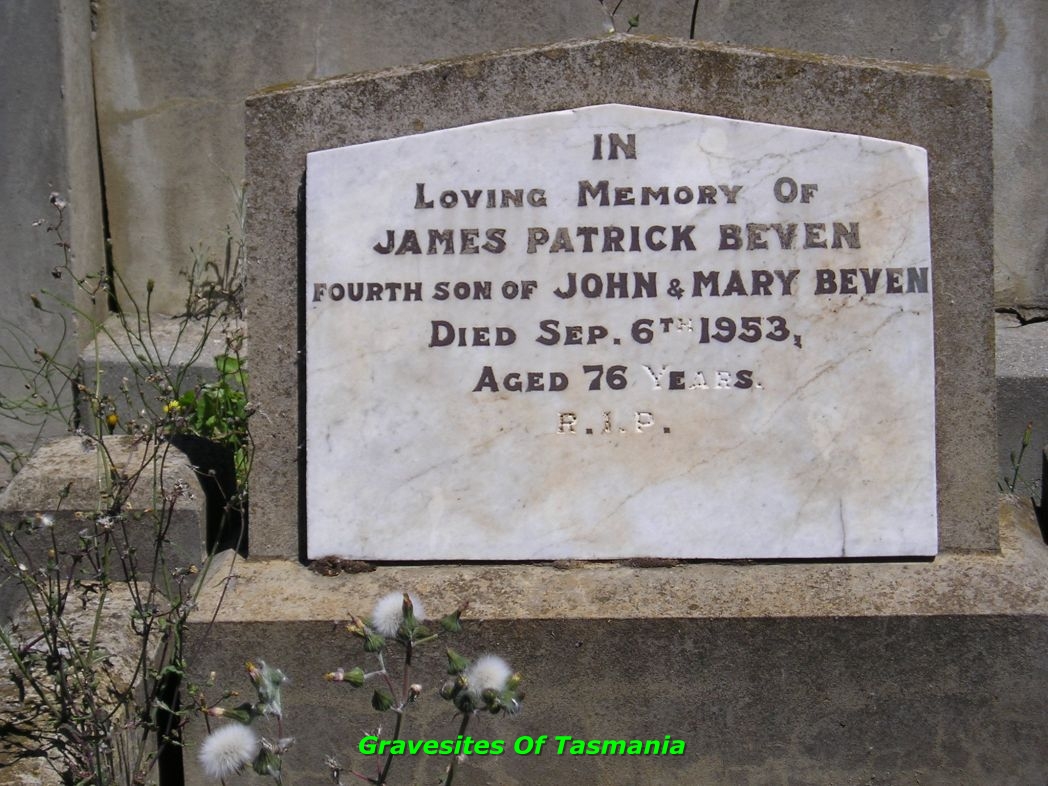 IN
LOVING MEMORY OF
JAMES PATRICK BEVEN
FOURTH SON OF JOHN & MARY BEVEN
DIED SEP. 6TH 1953,
AGED 76 YEARS.
R.I.P.
Gravesites Of Tasmania